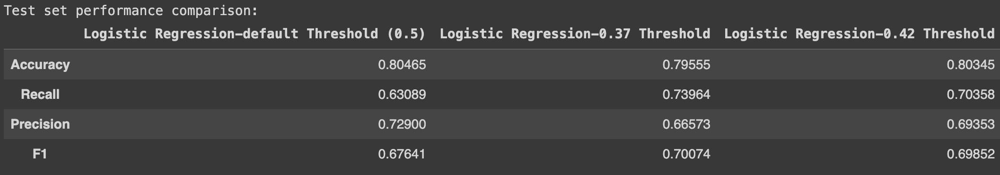 Test set performance comparison:
Logistic Regression-default Threshold (0.5) Logistic Regression-0.37 Threshold Logistic Regression-0.42 Threshold
Accuracy 0.80465 0.79555 0.80345
Recall 0.63089 0.73964 0.70358
Precision 0.72900 0.66573 0.69353
F1 0.67641 0.70074 0.69852